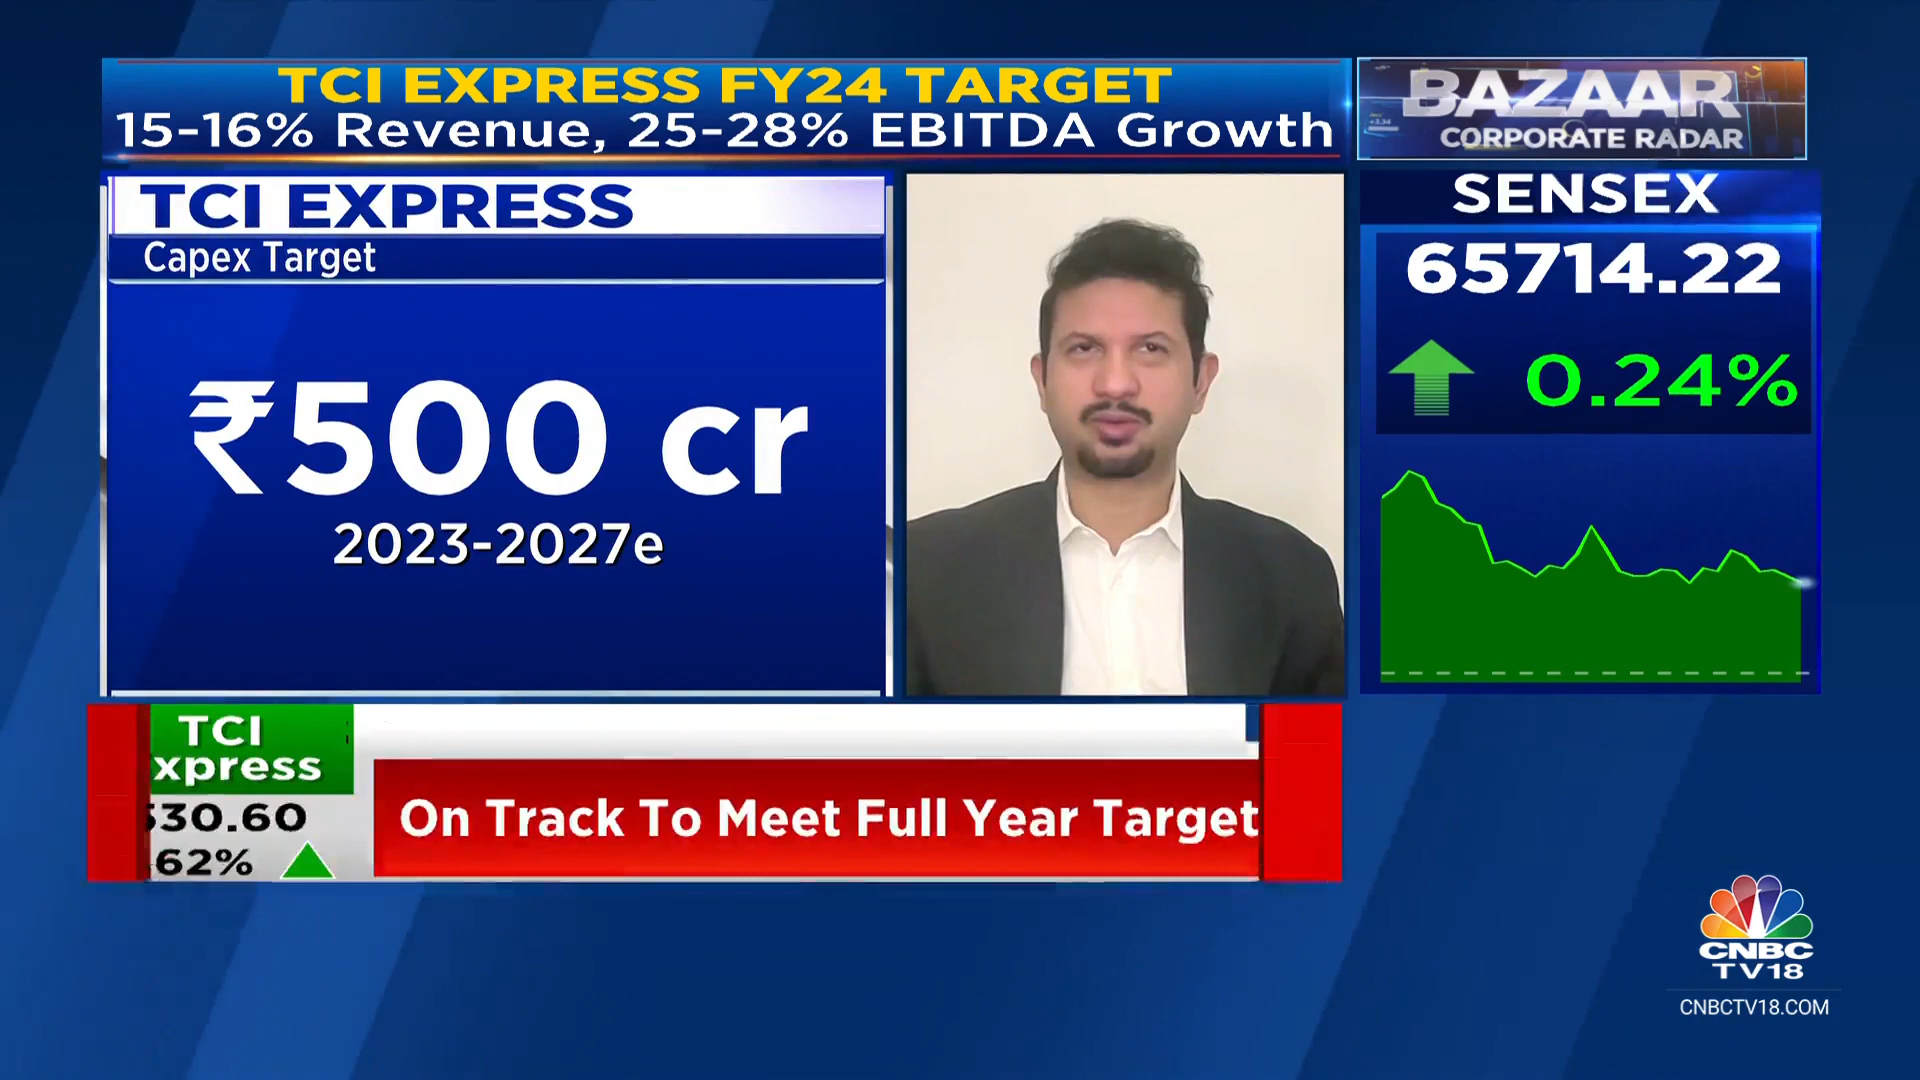 TCI EXPRESS FY24 TARGET
15-16% Revenue, 25-28% EBITDA Growth
BAZAAR
CORPORATE RADAR
TCI EXPRESS
Capex Target
₹500 cr
2023-2027e
SENSEX
65714.22
0.24%
TCI
xpress
530.60
.62%
On Track To Meet Full Year Target
CNBC
TV18
CNBCTV18.COM